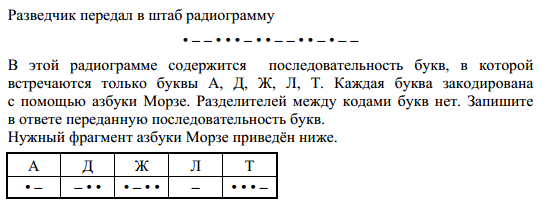 Разведчик передал в штаб радиограмму
• – – • • • – • • – – • • – • – –
В этой радиограмме содержится последовательность букв, в которой
встречаются только буквы А, Д, Ж, Л, Т. Каждая буква закодирована
с помощью азбуки Морзе. Разделителей между кодами букв нет. Запишите
в ответе переданную последовательность букв.
Нужный фрагмент азбуки Морзе приведён ниже.
А Д Ж Л Т
• – – • • • – • • – • • • –